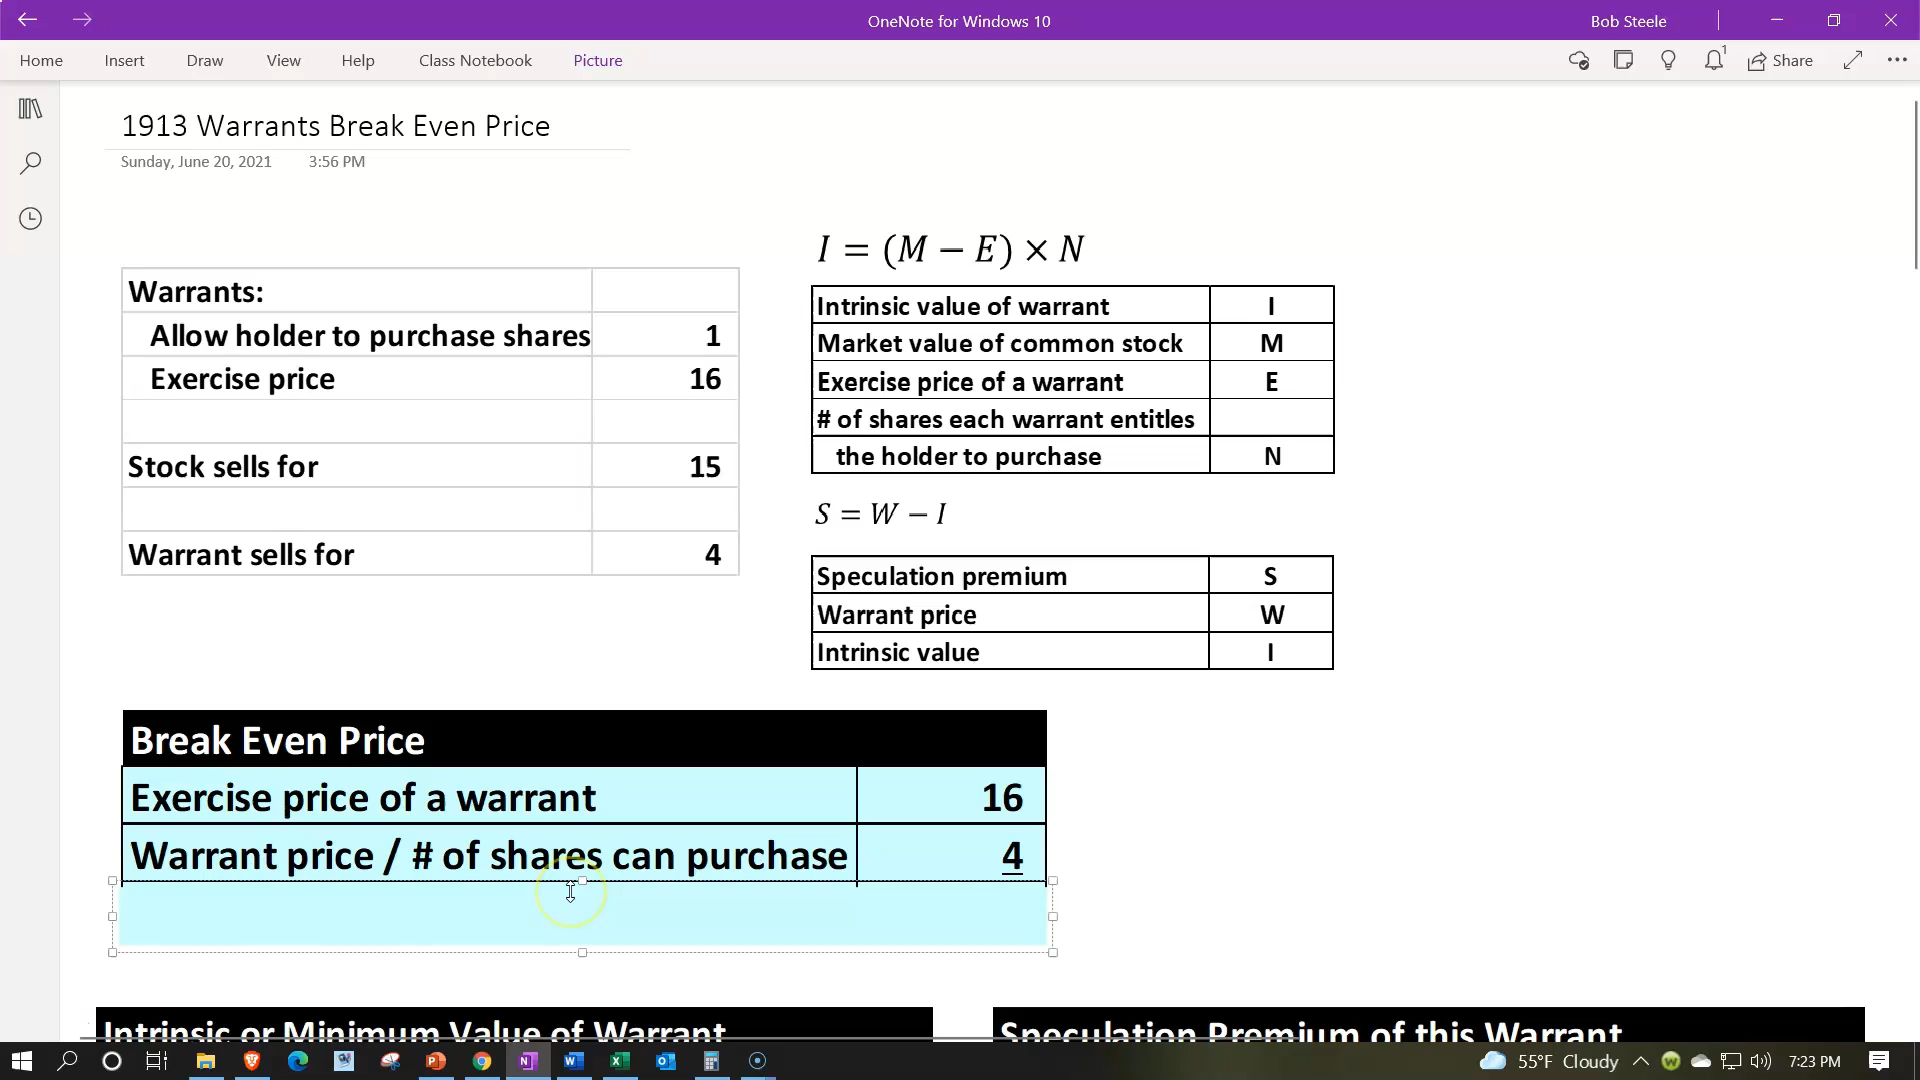 OneNote for Windows 10
Bob Steele
Home Insert Draw View Help Class Notebook Picture
1 Share
1913 Warrants Break Even Price
Sunday, June 20, 2021 3:56 PM
Warrants:
Allow holder to purchase shares 1
Exercise price 16
Stock sells for 15
Warrant sells for 4
I = (M − E) × N
Intrinsic value of warrant I
Market value of common stock M
Exercise price of a warrant E
# of shares each warrant entitles
the holder to purchase N
S = W − I
Speculation premium S
Warrant price W
Intrinsic value I
Break Even Price
Exercise price of a warrant 16
Warrant price / # of shares can purchase 4
Intrinsic or Minimum Value of Warrant
Speculation Premium of this Warrant
55°F Cloudy 7:23 PM